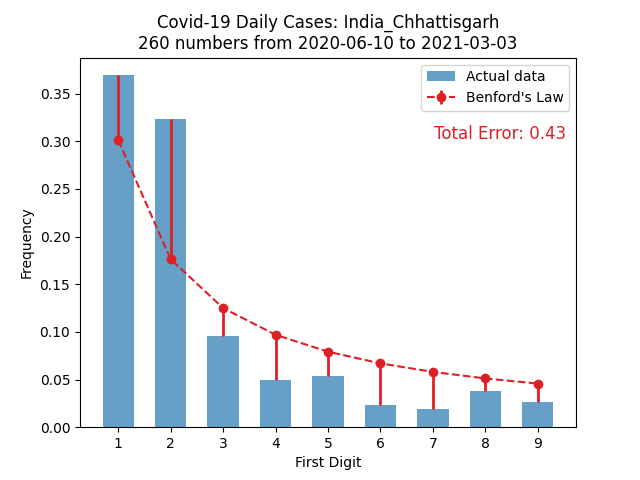 Covid-19 Daily Cases: India_Chhattisgarh
260 numbers from 2020-06-10 to 2021-03-03
Actual data
Benford's Law
Total Error: 0.43
Frequency
0.35
0.30
0.25
0.20
0.15
0.10
0.05
0.00
1 2 3 4 5 6 7 8 9
First Digit